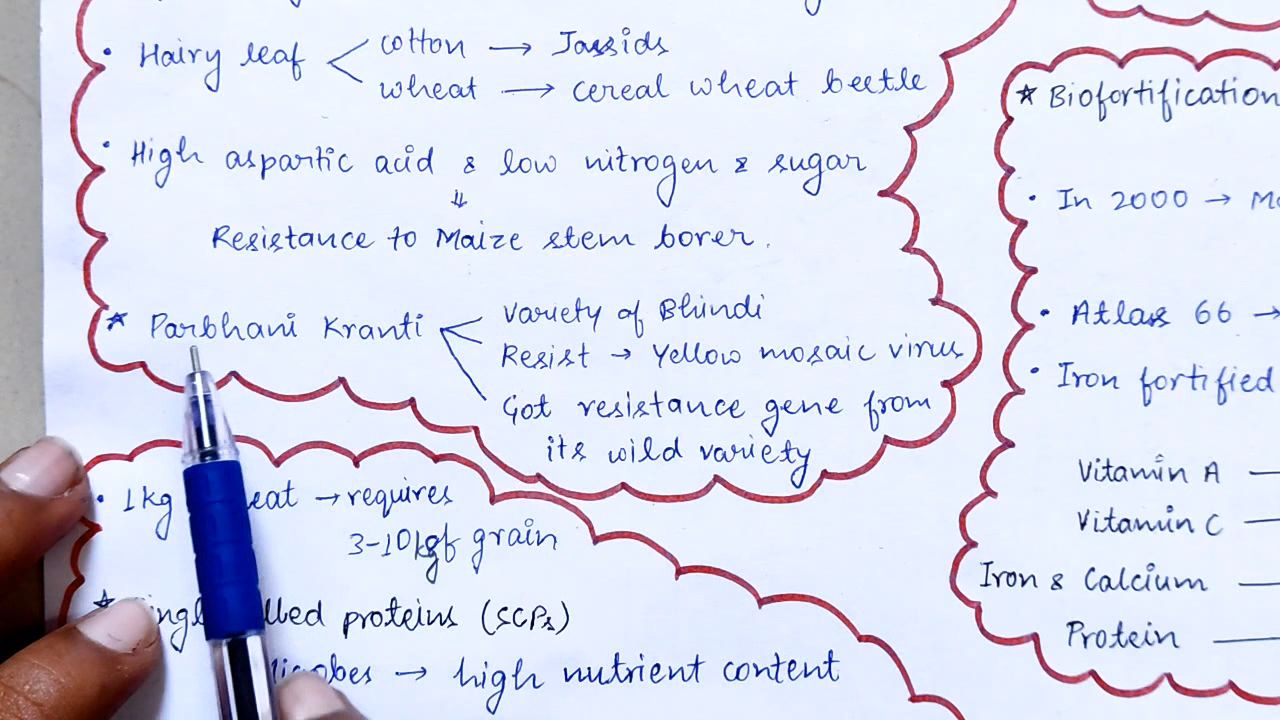 • Hairy leaf
cotton → Jassids
wheat → cereal wheat beetle
• High aspartic acid & low nitrogen & sugar
⇓
Resistance to Maize stem borer.
★ Parbhani Kranti
Variety of Bhindi
Resist → Yellow mosaic virus
Got resistance gene from
its wild variety
• 1kg → requires
3-10kg of grain
proteins (SCPs)
→ high nutrient content
★ Biofortification
• In 2000 →
• Atlas 66 →
• Iron fortified
Vitamin A —
Vitamin C —
Iron & Calcium —
Protein —